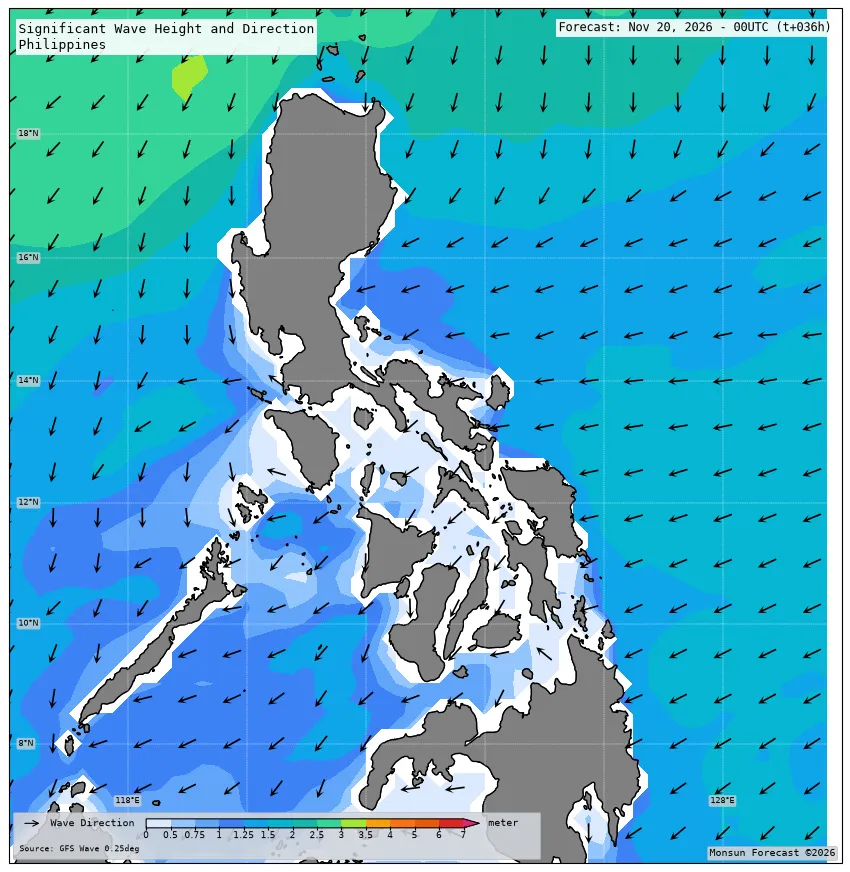 Significant Wave Height and Direction
Philippines
Forecast: Nov 20, 2026 - 00UTC (t+036h)
18°N
16°N
14°N
12°N
10°N
8°N
118°E
128°E
Wave Direction
0 0.5 0.75 1 1.25 1.5 2 2.5 3 3.5 4 5 6 7
meter
Source: GFS Wave 0.25deg
Monsun Forecast ©2026